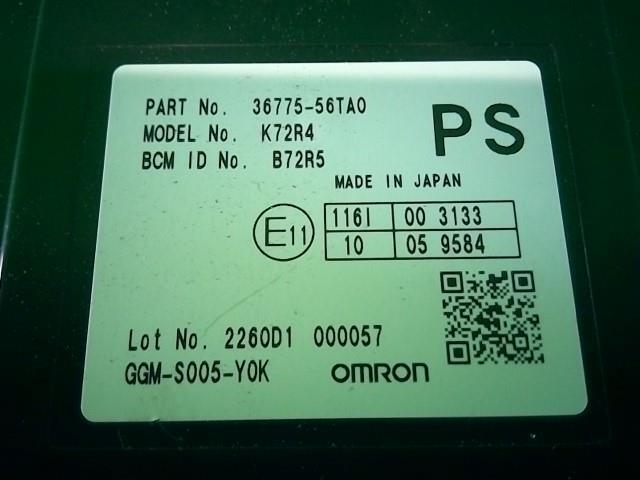 PART No. 36775-56TA0
MODEL No. K72R4
BCM ID No. B72R5
PS
MADE IN JAPAN
E11
116I 00 3133
10 05 9584
Lot No. 2260D1 000057
GGM-S005-Y0K
OMRON